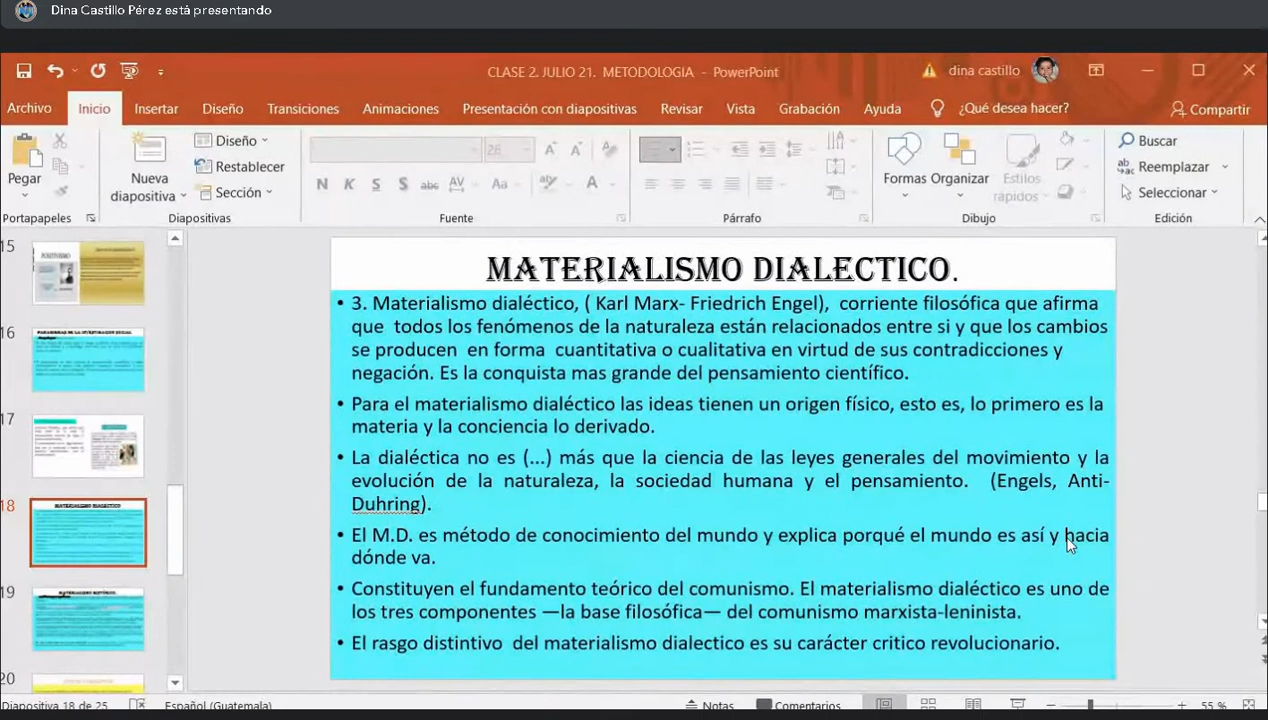 Dina Castillo Pérez está presentando
CLASE 2. JULIO 21. METODOLOGIA - PowerPoint
dina castillo
Archivo Inicio Insertar Diseño Transiciones Animaciones Presentación con diapositivas Revisar Vista Grabación Ayuda ¿Qué desea hacer? Compartir
Pegar
Nueva diapositiva
Diseño
Restablecer
Sección
28
N K S S abc AV Aa A
Formas Organizar Estilos rápidos
Buscar
Reemplazar
Seleccionar
Portapapeles Diapositivas Fuente Párrafo Dibujo Edición
15
POSITIVISMO
16
17
18
MATERIALISMO DIALECTICO
19
20
MATERIALISMO DIALECTICO.
• 3. Materialismo dialéctico, ( Karl Marx- Friedrich Engel), corriente filosófica que afirma
que todos los fenómenos de la naturaleza están relacionados entre si y que los cambios
se producen en forma cuantitativa o cualitativa en virtud de sus contradicciones y
negación. Es la conquista mas grande del pensamiento científico.
• Para el materialismo dialéctico las ideas tienen un origen físico, esto es, lo primero es la
materia y la conciencia lo derivado.
• La dialéctica no es (...) más que la ciencia de las leyes generales del movimiento y la
evolución de la naturaleza, la sociedad humana y el pensamiento. (Engels, Anti-
Duhring).
• El M.D. es método de conocimiento del mundo y explica porqué el mundo es así y hacia
dónde va.
• Constituyen el fundamento teórico del comunismo. El materialismo dialéctico es uno de
los tres componentes —la base filosófica— del comunismo marxista-leninista.
• El rasgo distintivo del materialismo dialectico es su carácter critico revolucionario.
Diapositiva 18 de 25 Español (Guatemala) Notas Comentarios 55 %